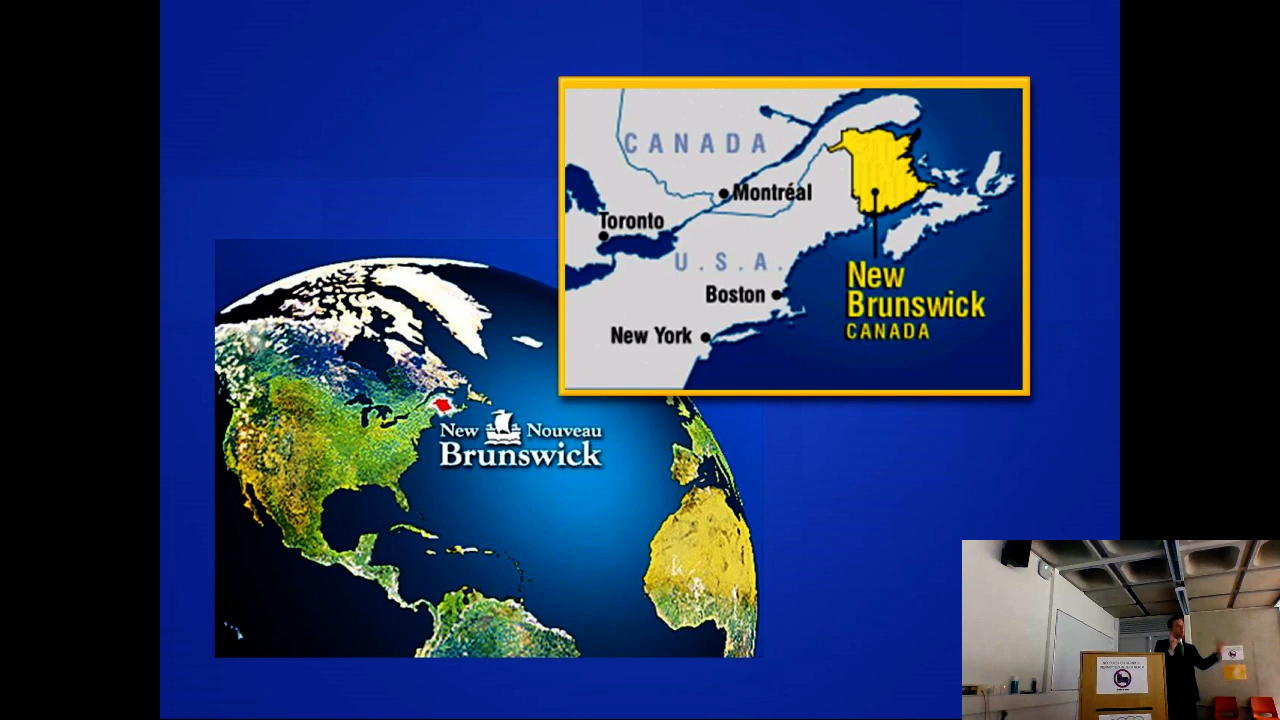 CANADA
Montréal
Toronto
U.S.A.
Boston
New York
New
Brunswick
CANADA
New Nouveau
Brunswick